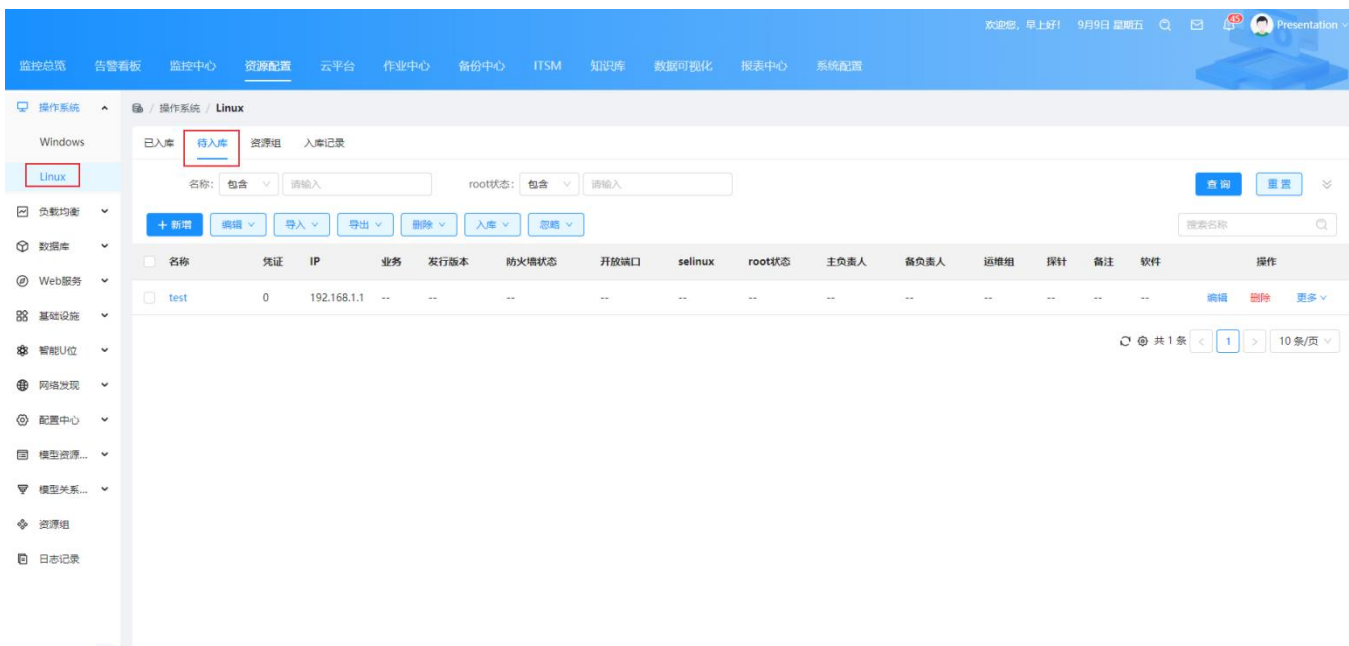 欢迎您，早上好! 9月9日 星期五 45 Presentation
监控总览 告警看板 监控中心 资源配置 云平台 作业中心 备份中心 ITSM 知识库 数据可视化 报表中心 系统配置
操作系统
/ 操作系统 / Linux
Windows
Linux
负载均衡
数据库
Web服务
基础设施
智能U位
网络发现
配置中心
模型资源...
模型关系...
资源组
日志记录
已入库 待入库 资源组 入库记录
名称: 包含 请输入 root状态: 包含 请输入 查询 重置
+ 新增 编辑 导入 导出 删除 入库 忽略 搜索名称
名称 凭证 IP 业务 发行版本 防火墙状态 开放端口 selinux root状态 主负责人 备负责人 运维组 探针 备注 软件 操作
test 0 192.168.1.1 -- -- -- -- -- -- -- -- -- -- -- -- 编辑 删除 更多
共 1 条 < 1 > 10 条/页